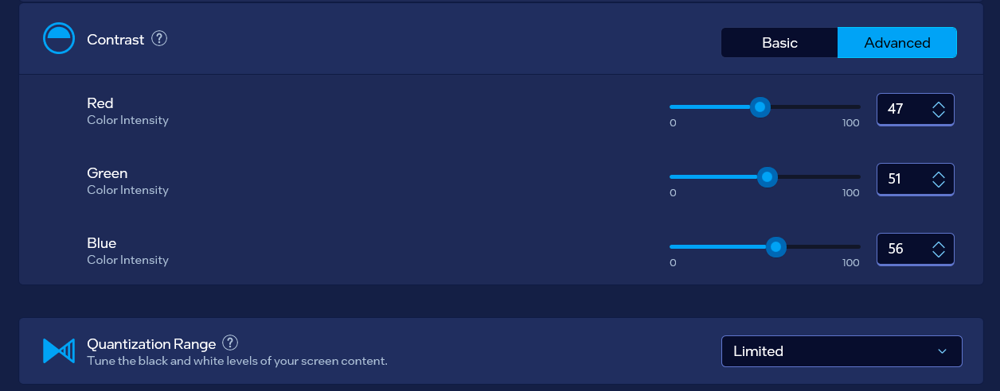 Contrast ?
Basic
Advanced
Red
Color Intensity
0
100
47
Green
Color Intensity
0
100
51
Blue
Color Intensity
0
100
56
Quantization Range ?
Tune the black and white levels of your screen content.
Limited